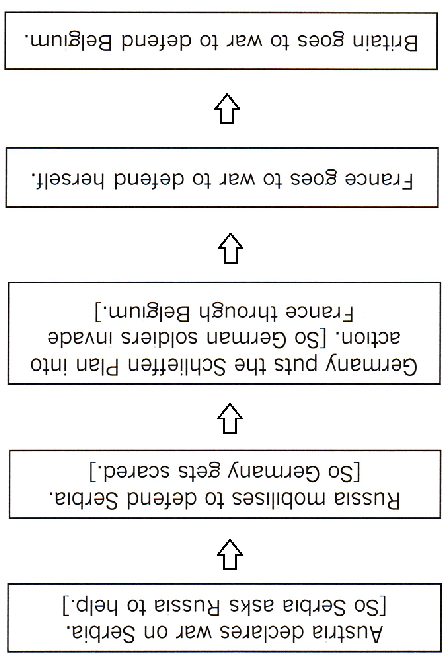 Austria declares war on Serbia.
[So Serbia asks Russia to help.]
Russia mobilises to defend Serbia.
[So Germany gets scared.]
Germany puts the Schlieffen Plan into
action. [So German soldiers invade
France through Belgium.]
France goes to war to defend herself.
Britain goes to war to defend Belgium.